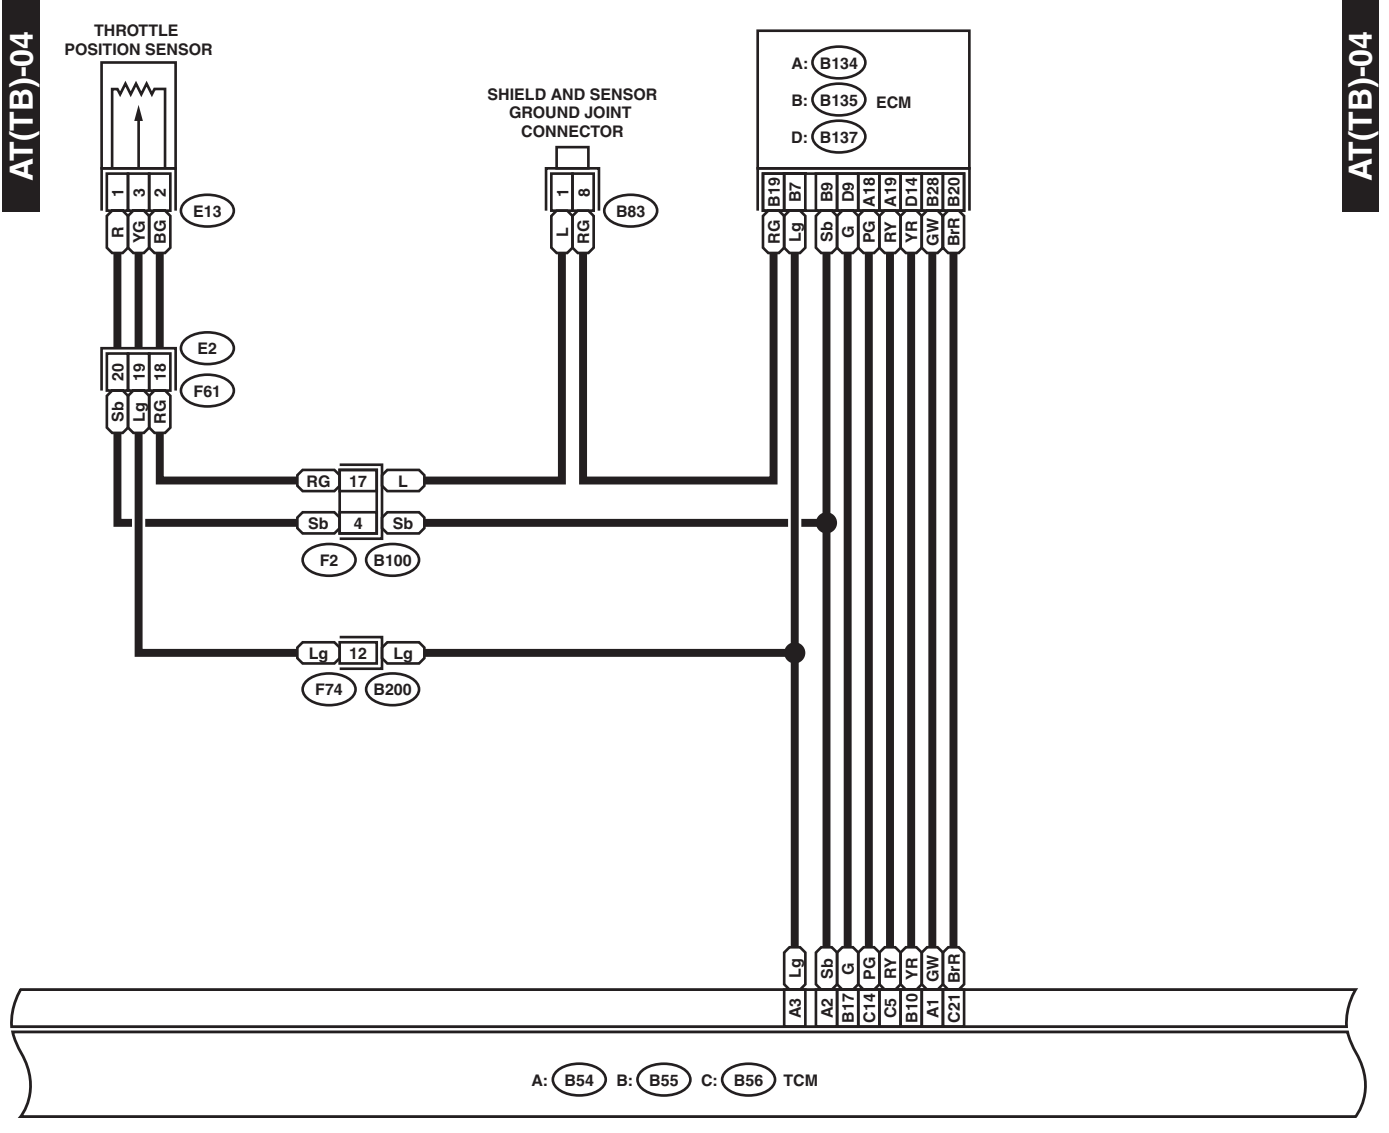 AT(TB)-04
AT(TB)-04
THROTTLE
POSITION SENSOR
1 3 2
E13
R YG BG
E2
20 19 18
F61
Sb Lg RG
SHIELD AND SENSOR
GROUND JOINT
CONNECTOR
1 8
B83
L RG
A: B134
B: B135 ECM
D: B137
B19 B7 B9 D9 A18 A19 D14 B28 B20
RG Lg Sb G PG RY YR GW BrR
RG 17 L
Sb 4 Sb
F2 B100
Lg 12 Lg
F74 B200
Lg Sb G PG RY YR GW BrR
A3 A2 B17 C14 C5 B10 A1 C21
A: B54 B: B55 C: B56 TCM